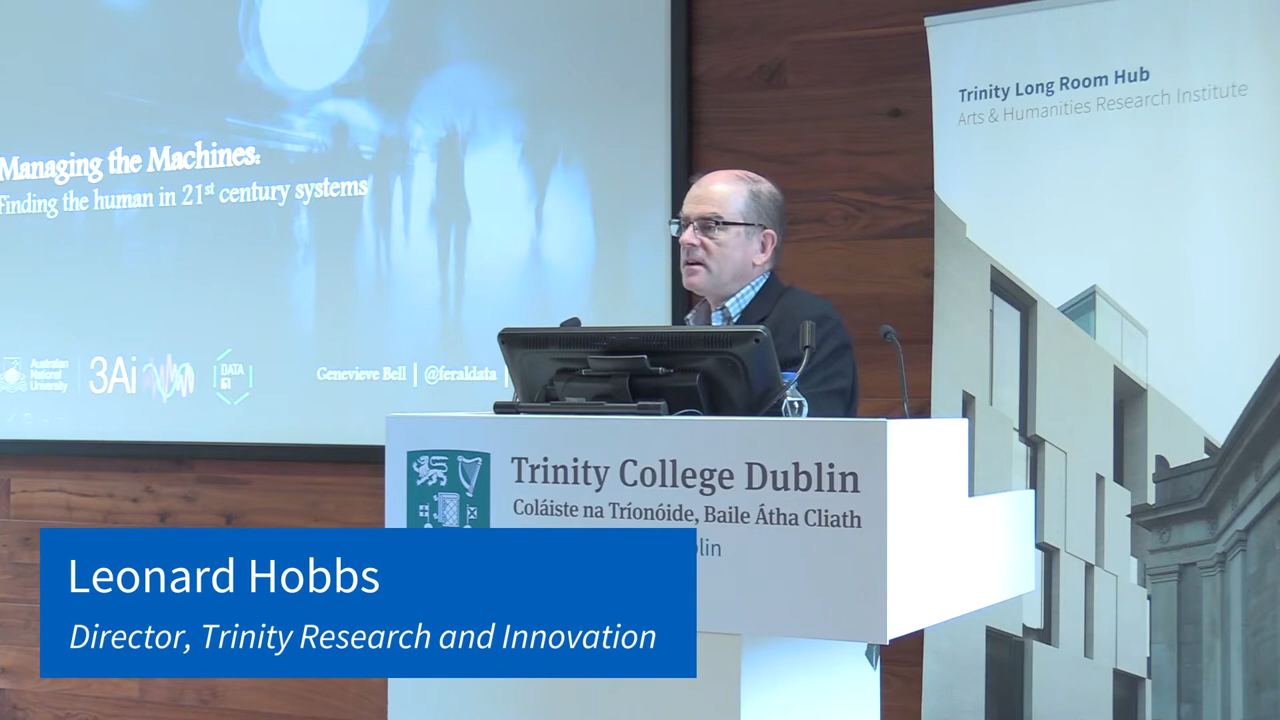 Managing the Machines:
Finding the human in 21st century systems
Australian
National
University
3Ai
DATA
61
Genevieve Bell | @feraldata |
Trinity Long Room Hub
Arts & Humanities Research Institute
Trinity College Dublin
Coláiste na Tríonóide, Baile Átha Cliath
Leonard Hobbs
Director, Trinity Research and Innovation